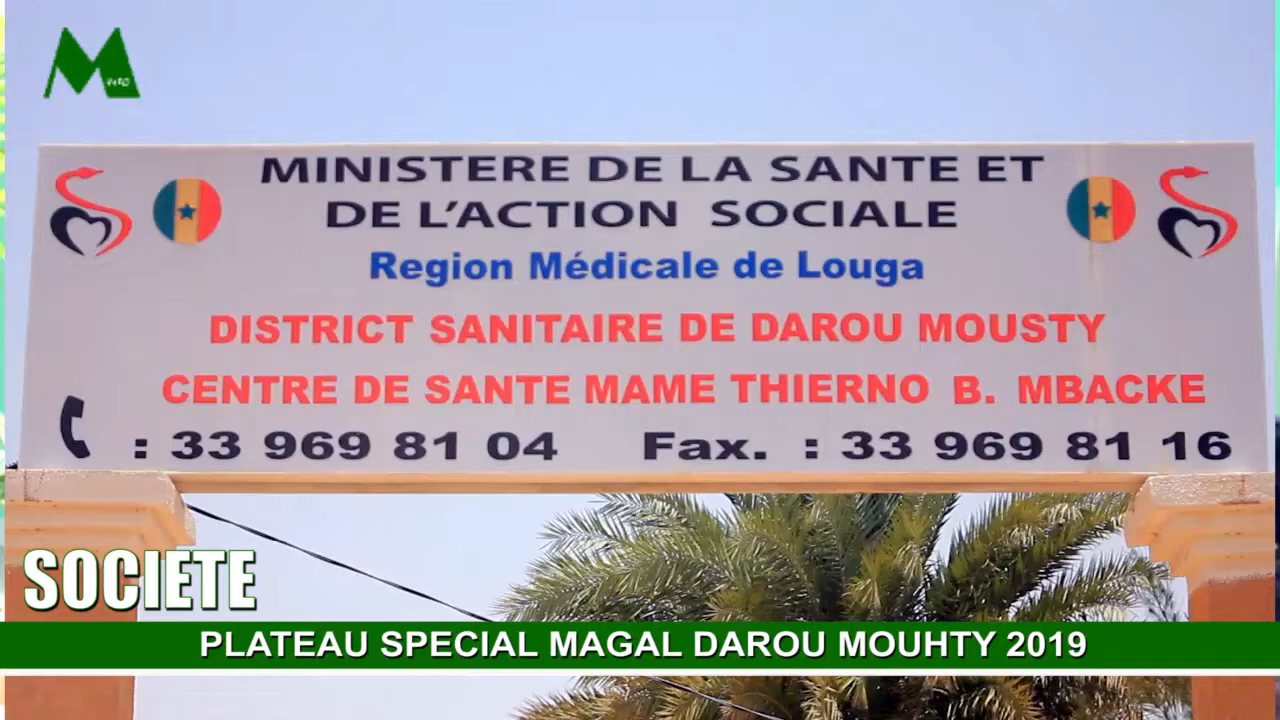 MINISTERE DE LA SANTE ET
DE L'ACTION SOCIALE
Region Médicale de Louga
DISTRICT SANITAIRE DE DAROU MOUSTY
CENTRE DE SANTE MAME THIERNO B. MBACKE
: 33 969 81 04 Fax. : 33 969 81 16
SOCIÉTÉ
PLATEAU SPECIAL MAGAL DAROU MOUHTY 2019